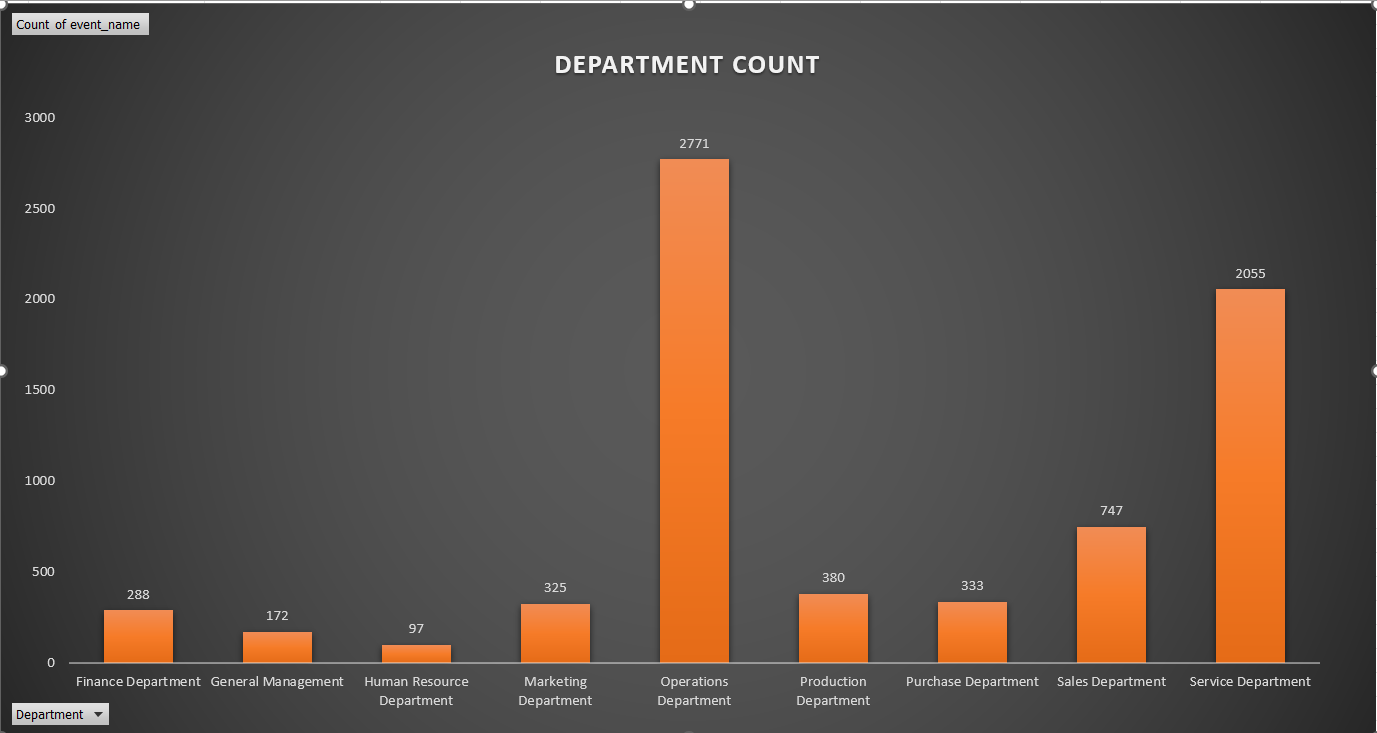 Count of event_name
DEPARTMENT COUNT
3000
2500
2000
1500
1000
500
0
288
172
97
325
2771
380
333
747
2055
Finance Department
General Management
Human Resource
Department
Marketing
Department
Operations
Department
Production
Department
Purchase Department
Sales Department
Service Department
Department